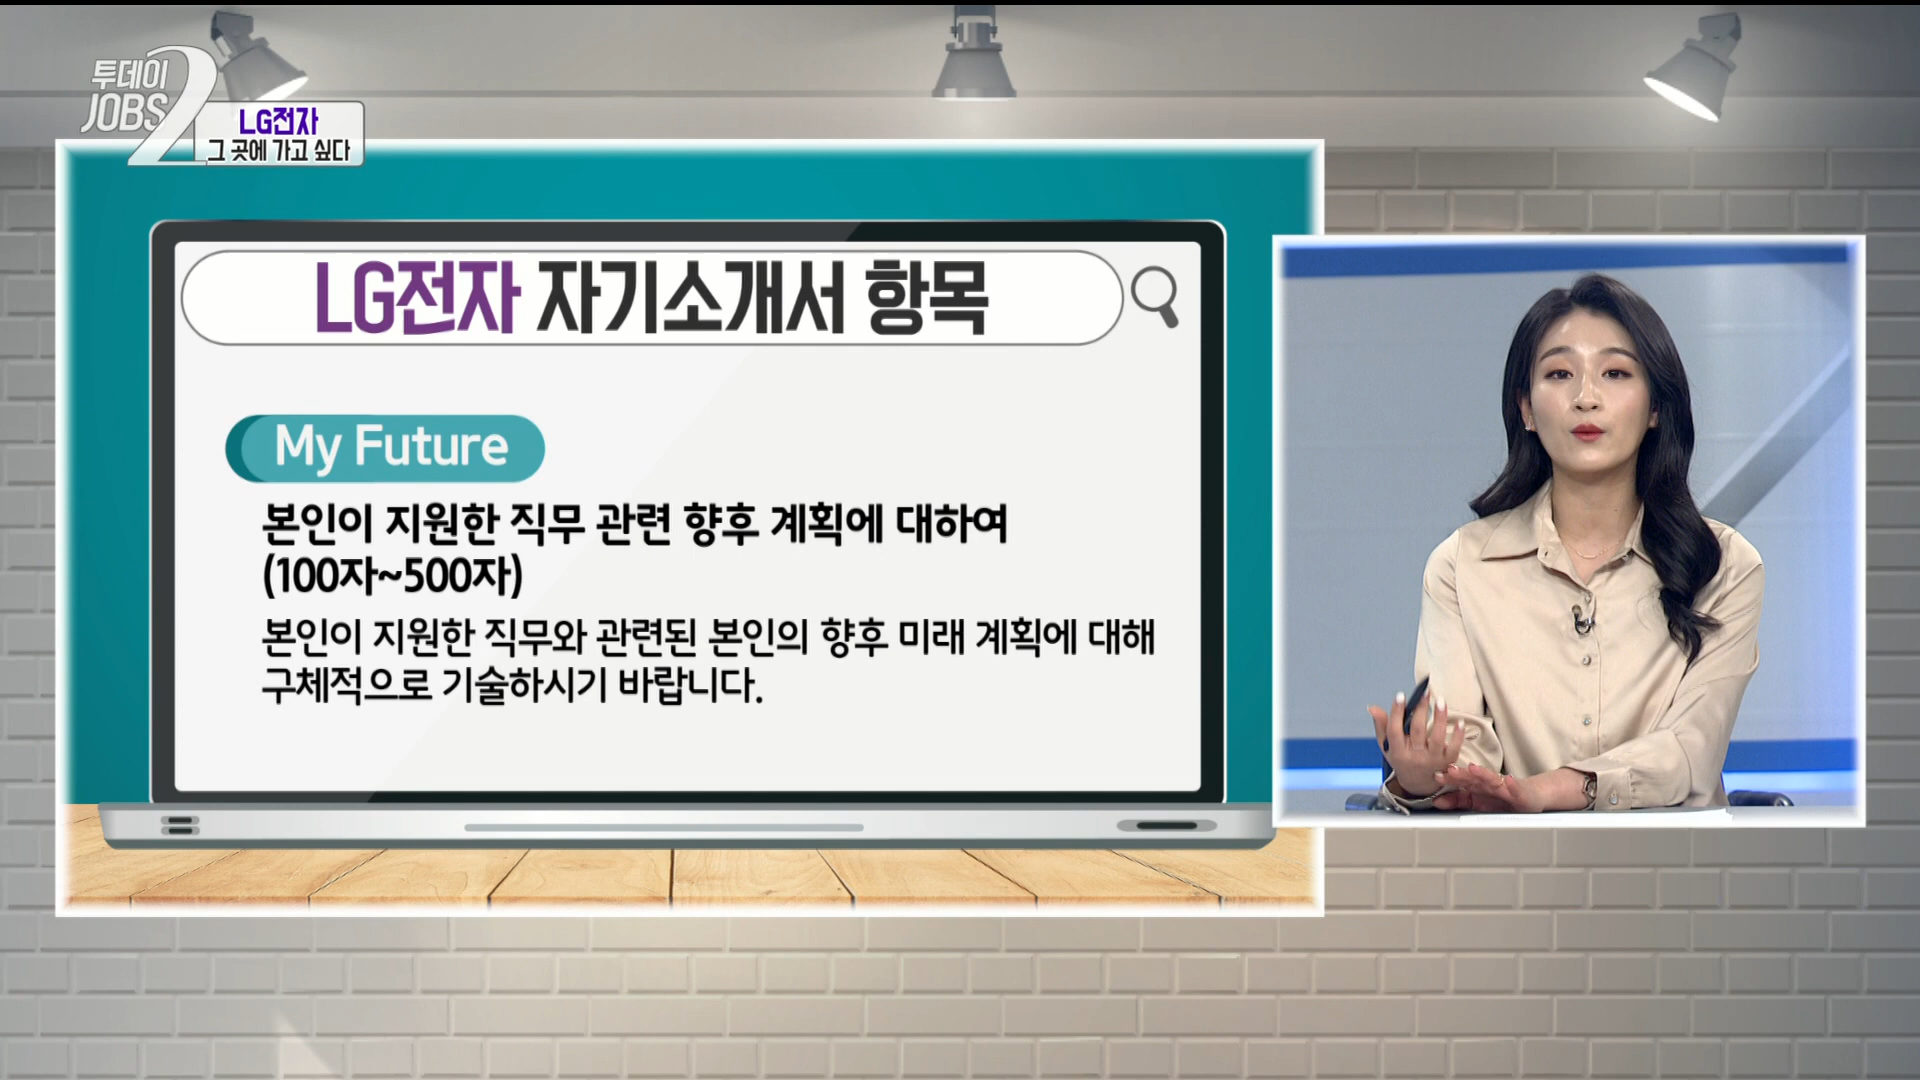 투데이
JOBS 2
LG전자
그 곳에 가고 싶다
LG전자 자기소개서 항목
My Future
본인이 지원한 직무 관련 향후 계획에 대하여
(100자~500자)
본인이 지원한 직무와 관련된 본인의 향후 미래 계획에 대해
구체적으로 기술하시기 바랍니다.